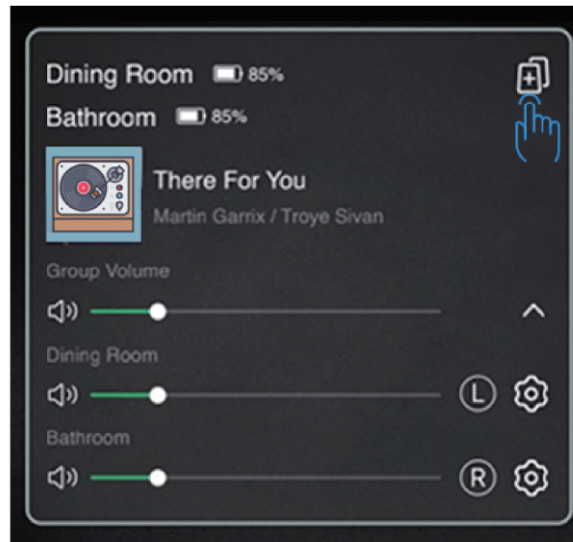 Dining Room 85%
Bathroom 85%
There For You
Martin Garrix / Troye Sivan
Group Volume
Dining Room
L
Bathroom
R